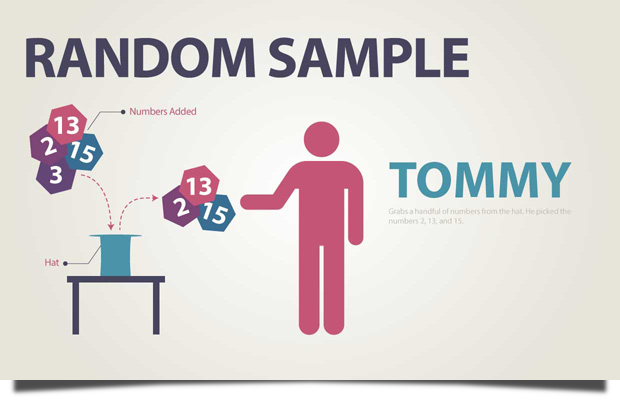 RANDOM SAMPLE
Numbers Added
13
2
15
3
13
2
15
Hat
TOMMY
Grabs a handful of numbers from the hat. He picked the
numbers 2, 13, and 15.